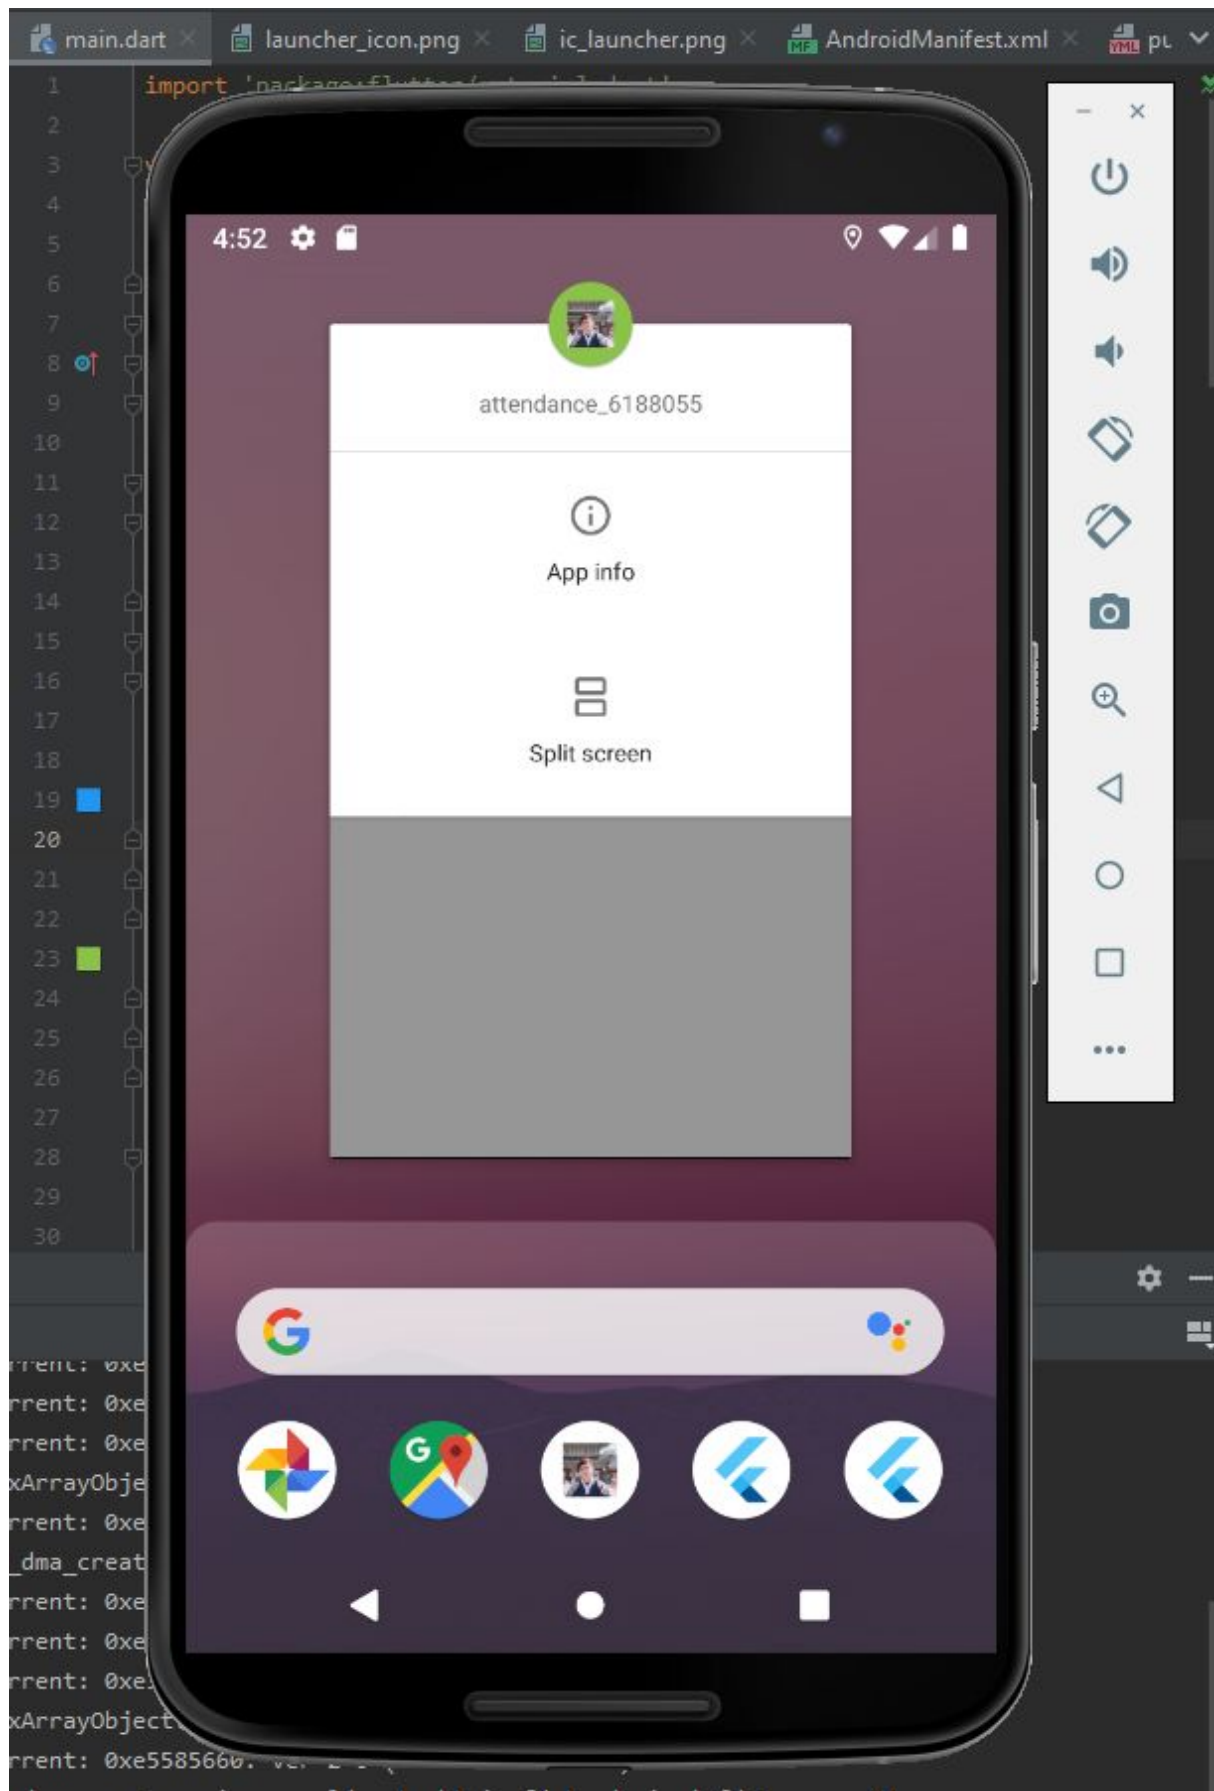 main.dart launcher_icon.png ic_launcher.png AndroidManifest.xml
1 import
2
3
4
5
6
7
8
9
10
11
12
13
14
15
16
17
18
19
20
21
22
23
24
25
26
27
28
29
30
4:52
attendance_6188055
App info
Split screen
rrent: 0xe
rrent: 0xe
rrent: 0xe
xArrayObje
rrent: 0xe
_dma_creat
rrent: 0xe
rrent: 0xe
rrent: 0xe
xArrayObject
rrent: 0xe5585660: